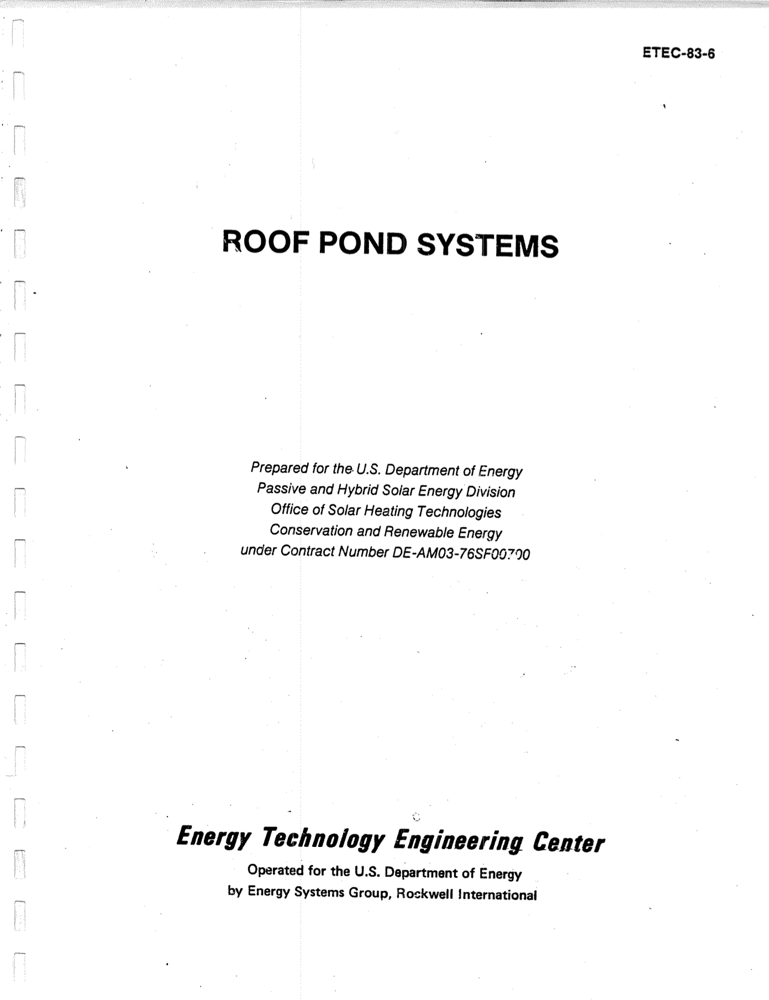 ETEC-83-6
ROOF POND SYSTEMS
Prepared for the U.S. Department of Energy
Passive and Hybrid Solar Energy Division
Office of Solar Heating Technologies
Conservation and Renewable Energy
under Contract Number DE-AM03-76SF00700
Energy Technology Engineering Center
Operated for the U.S. Department of Energy
by Energy Systems Group, Rockwell International